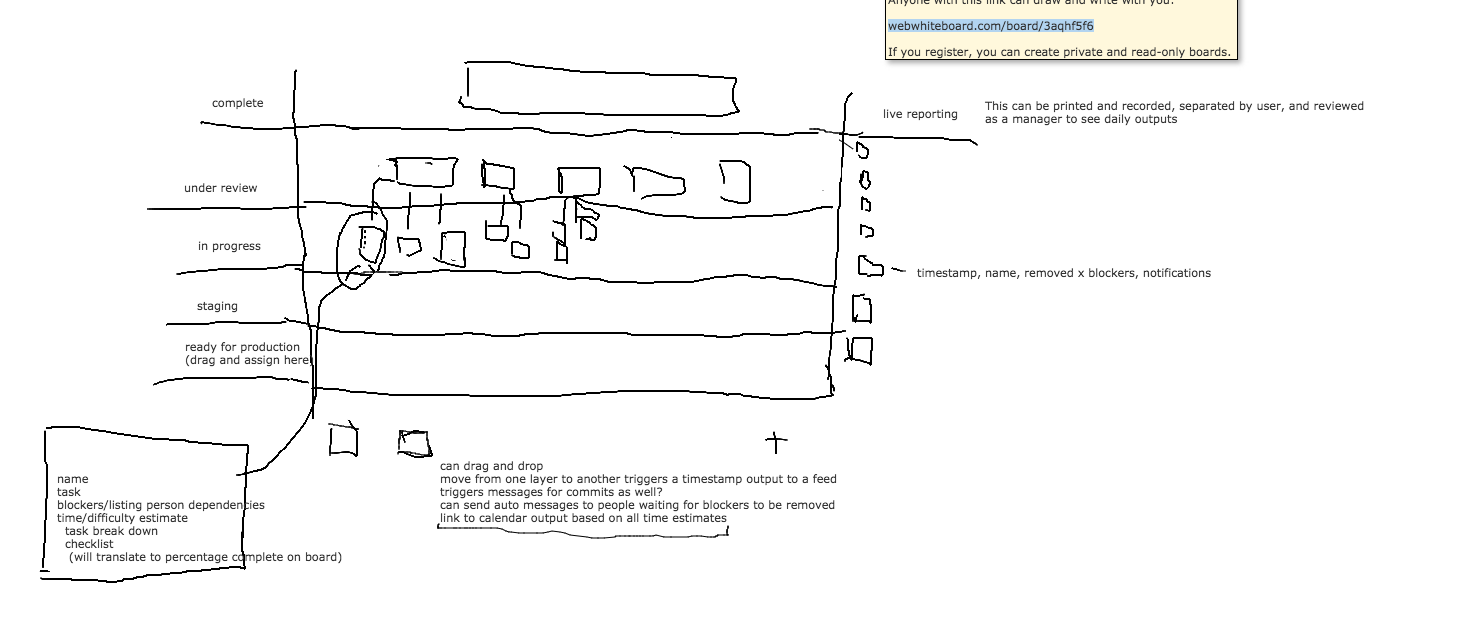 Anyone with this link can draw and write with you:
webwhiteboard.com/board/3aqhf5f6
If you register, you can create private and read-only boards.
complete
live reporting
This can be printed and recorded, separated by user, and reviewed
as a manager to see daily outputs
under review
in progress
timestamp, name, removed x blockers, notifications
staging
ready for production
(drag and assign here)
can drag and drop
move from one layer to another triggers a timestamp output to a feed
triggers messages for commits as well?
can send auto messages to people waiting for blockers to be removed
link to calendar output based on all time estimates
name
task
blockers/listing person dependencies
time/difficulty estimate
task break down
checklist
(will translate to percentage complete on board)